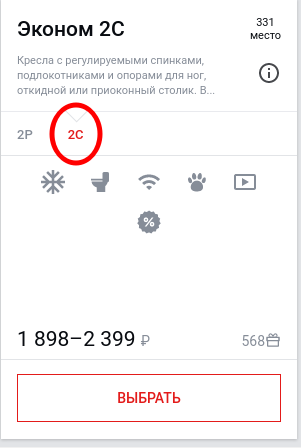 Эконом 2С
331
место
Кресла с регулируемыми спинками,
подлокотниками и опорами для ног,
откидной или приоконный столик. В...
2Р
2С
%
1 898–2 399 ₽
568
ВЫБРАТЬ